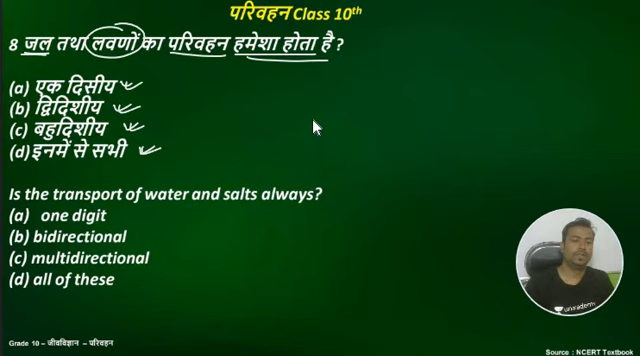 परिवहन Class 10th
8 जल तथा लवणों का परिवहन हमेशा होता है ?
(a) एक दिसीय
(b) द्विदिशीय
(c) बहुदिशीय
(d) इनमें से सभी
Is the transport of water and salts always?
(a) one digit
(b) bidirectional
(c) multidirectional
(d) all of these
Grade 10 – जीवविज्ञान – परिवहन
Source : NCERT Textbook